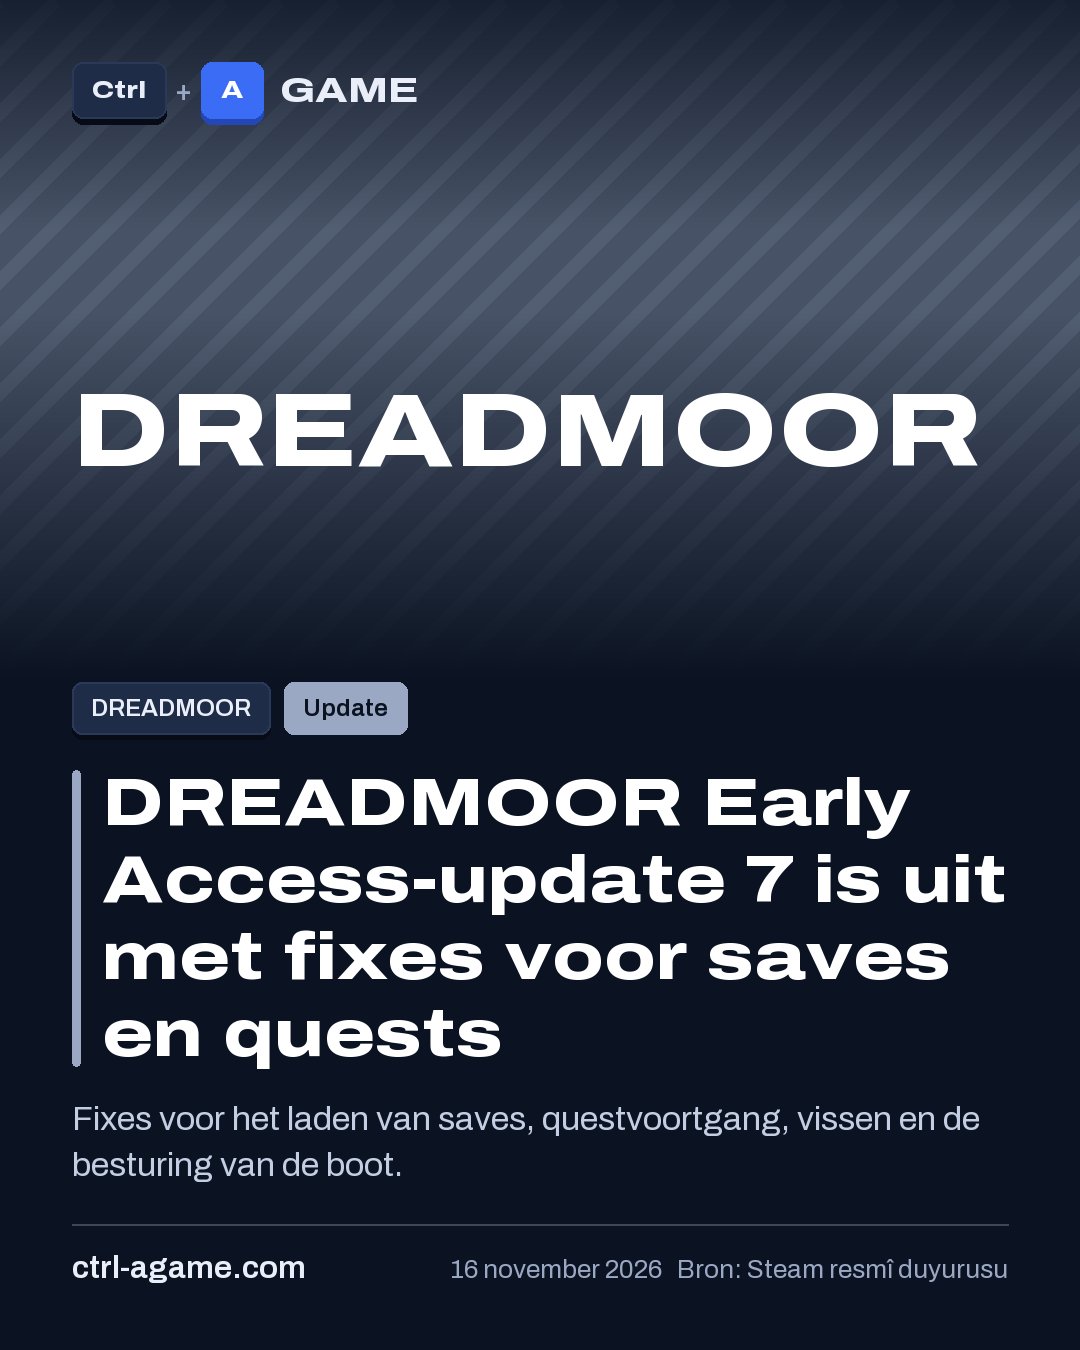 Ctrl + A GAME
DREADMOOR
DREADMOOR Update
DREADMOOR Early
Access-update 7 is uit
met fixes voor saves
en quests
Fixes voor het laden van saves, questvoortgang, vissen en de
besturing van de boot.
ctrl-agame.com 16 november 2026 Bron: Steam resmî duyurusu